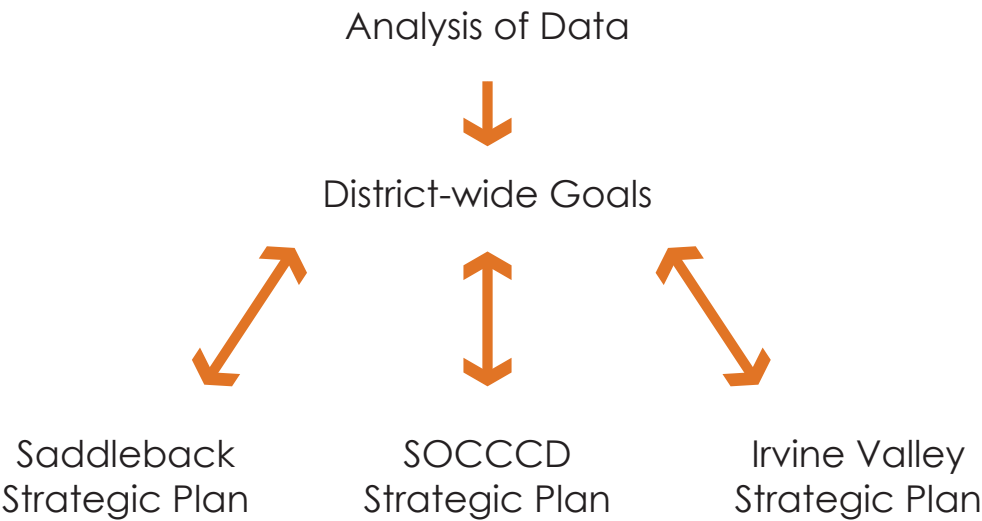 Analysis of Data
District-wide Goals
Saddleback
Strategic Plan
SOCCCD
Strategic Plan
Irvine Valley
Strategic Plan